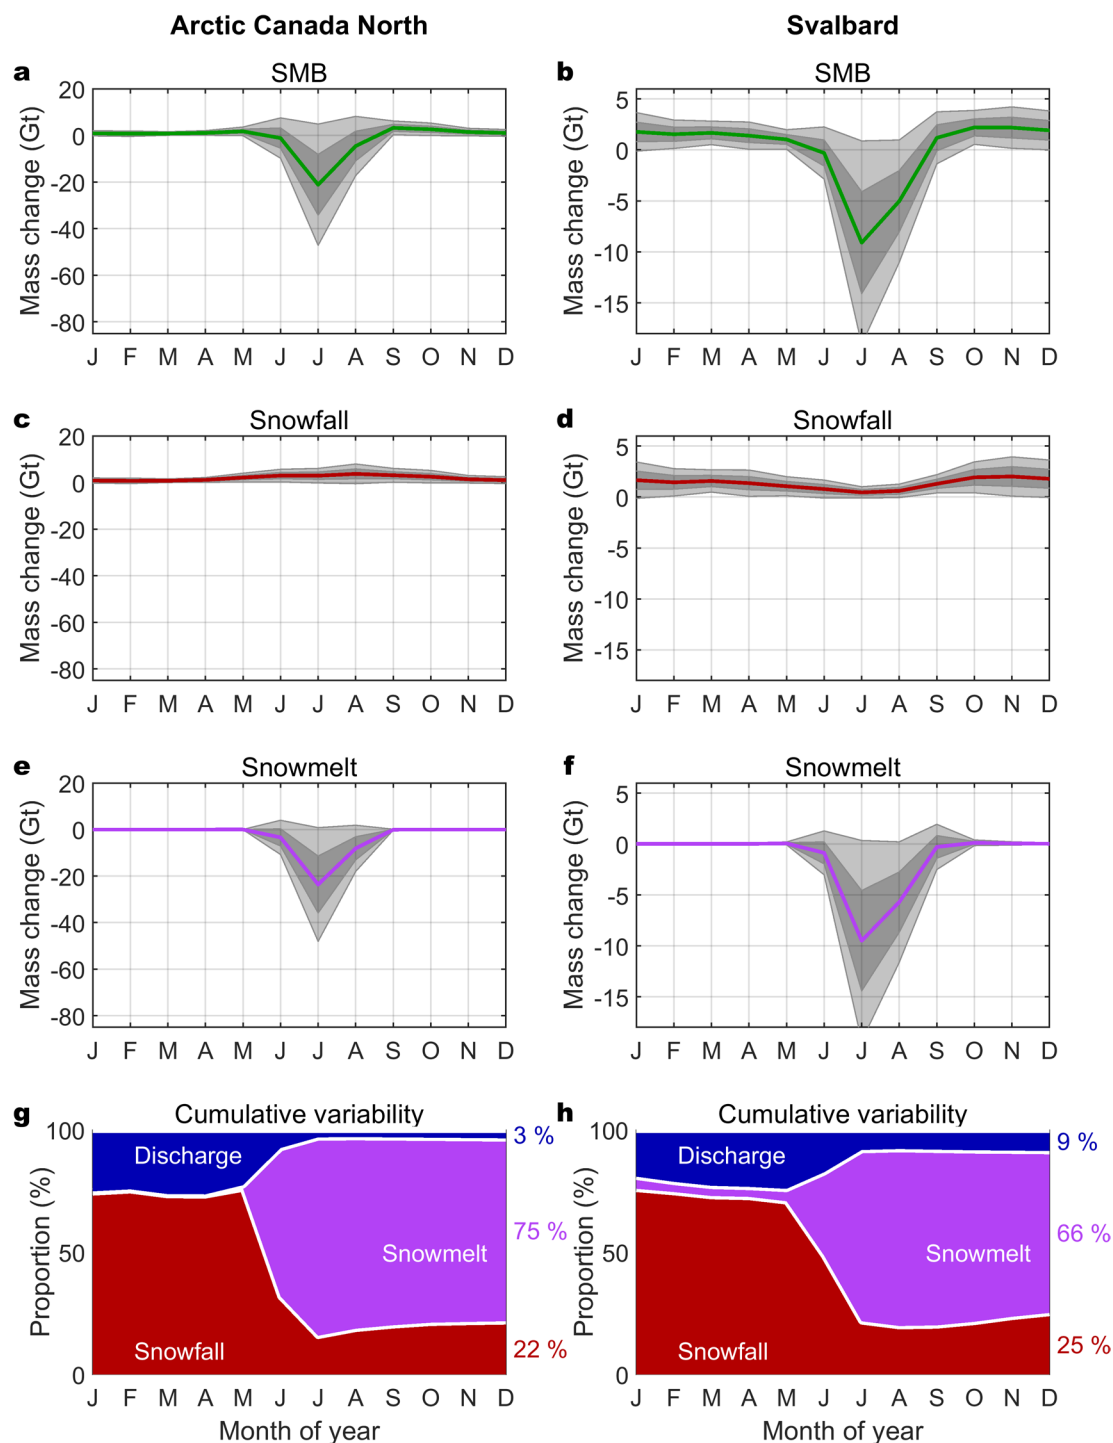 Arctic Canada North
Svalbard
a
SMB
Mass change (Gt)
20
0
-20
-40
-60
-80
J F M A M J J A S O N D
b
SMB
Mass change (Gt)
5
0
-5
-10
-15
J F M A M J J A S O N D
c
Snowfall
Mass change (Gt)
20
0
-20
-40
-60
-80
J F M A M J J A S O N D
d
Snowfall
Mass change (Gt)
5
0
-5
-10
-15
J F M A M J J A S O N D
e
Snowmelt
Mass change (Gt)
20
0
-20
-40
-60
-80
J F M A M J J A S O N D
f
Snowmelt
Mass change (Gt)
5
0
-5
-10
-15
J F M A M J J A S O N D
g
Cumulative variability
Proportion (%)
100
50
0
Discharge
Snowmelt
Snowfall
3 %
75 %
22 %
J F M A M J J A S O N D
Month of year
h
Cumulative variability
Proportion (%)
100
50
0
Discharge
Snowmelt
Snowfall
9 %
66 %
25 %
J F M A M J J A S O N D
Month of year